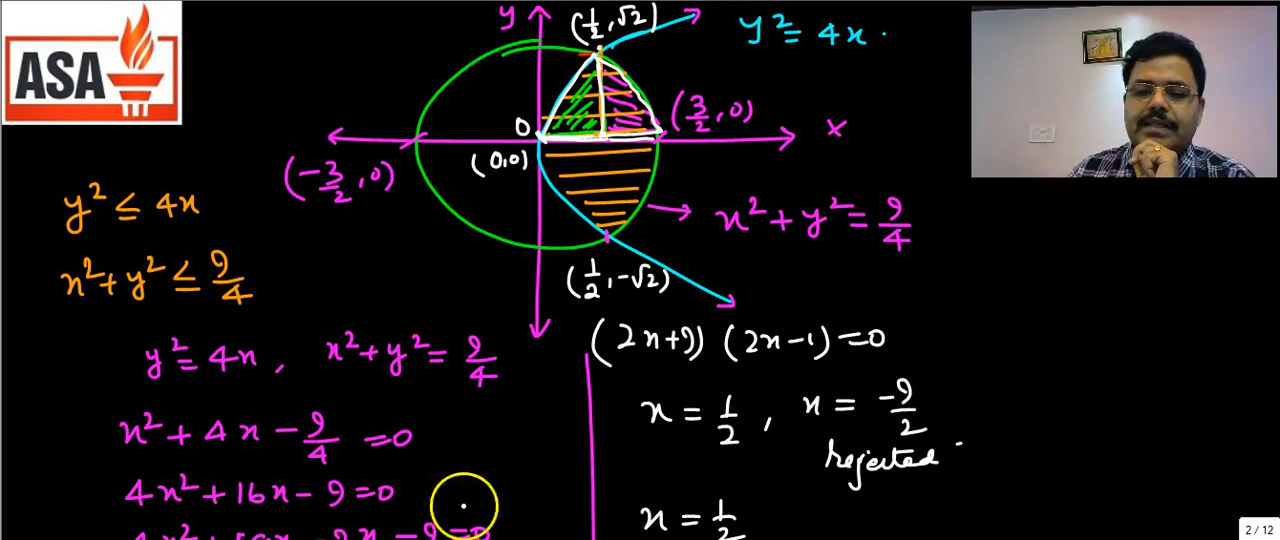 ASA
y
(1/2, √2)
y² = 4x.
0
(3/2, 0)
x
(0,0)
(-3/2, 0)
y² ≤ 4x
x² + y² = 9/4
x² + y² ≤ 9/4
(1/2, -√2)
y² = 4x, x² + y² = 9/4
x² + 4x - 9/4 = 0
4x² + 16x - 9 = 0
(2x+9) (2x-1) = 0
x = 1/2, x = -9/2
rejected
x = 1/2
2 / 12